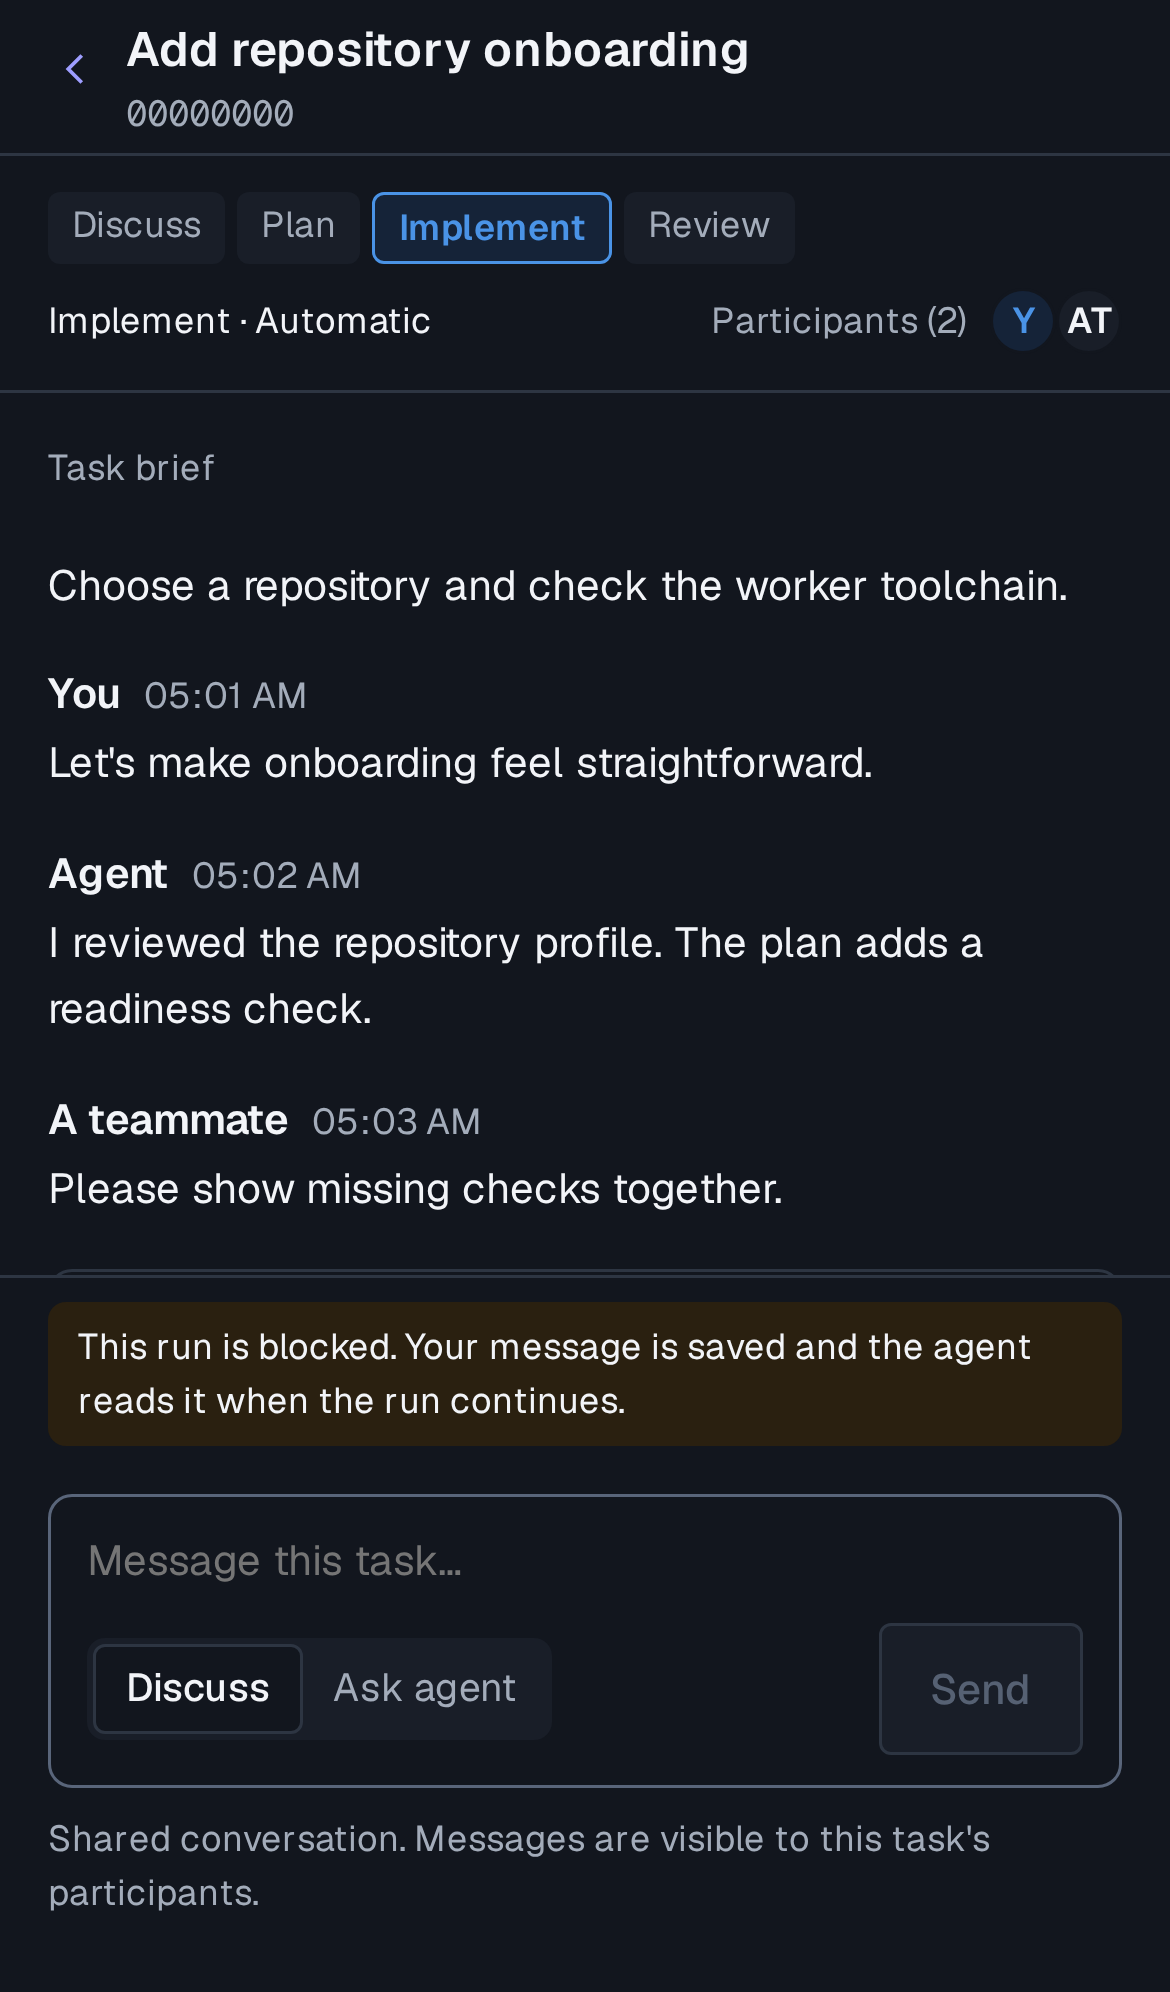 Add repository onboarding
00000000
Discuss Plan Implement Review
Implement · Automatic Participants (2) Y AT
Task brief
Choose a repository and check the worker toolchain.
You 05:01 AM
Let's make onboarding feel straightforward.
Agent 05:02 AM
I reviewed the repository profile. The plan adds a
readiness check.
A teammate 05:03 AM
Please show missing checks together.
This run is blocked. Your message is saved and the agent
reads it when the run continues.
Message this task…
Discuss Ask agent Send
Shared conversation. Messages are visible to this task's
participants.